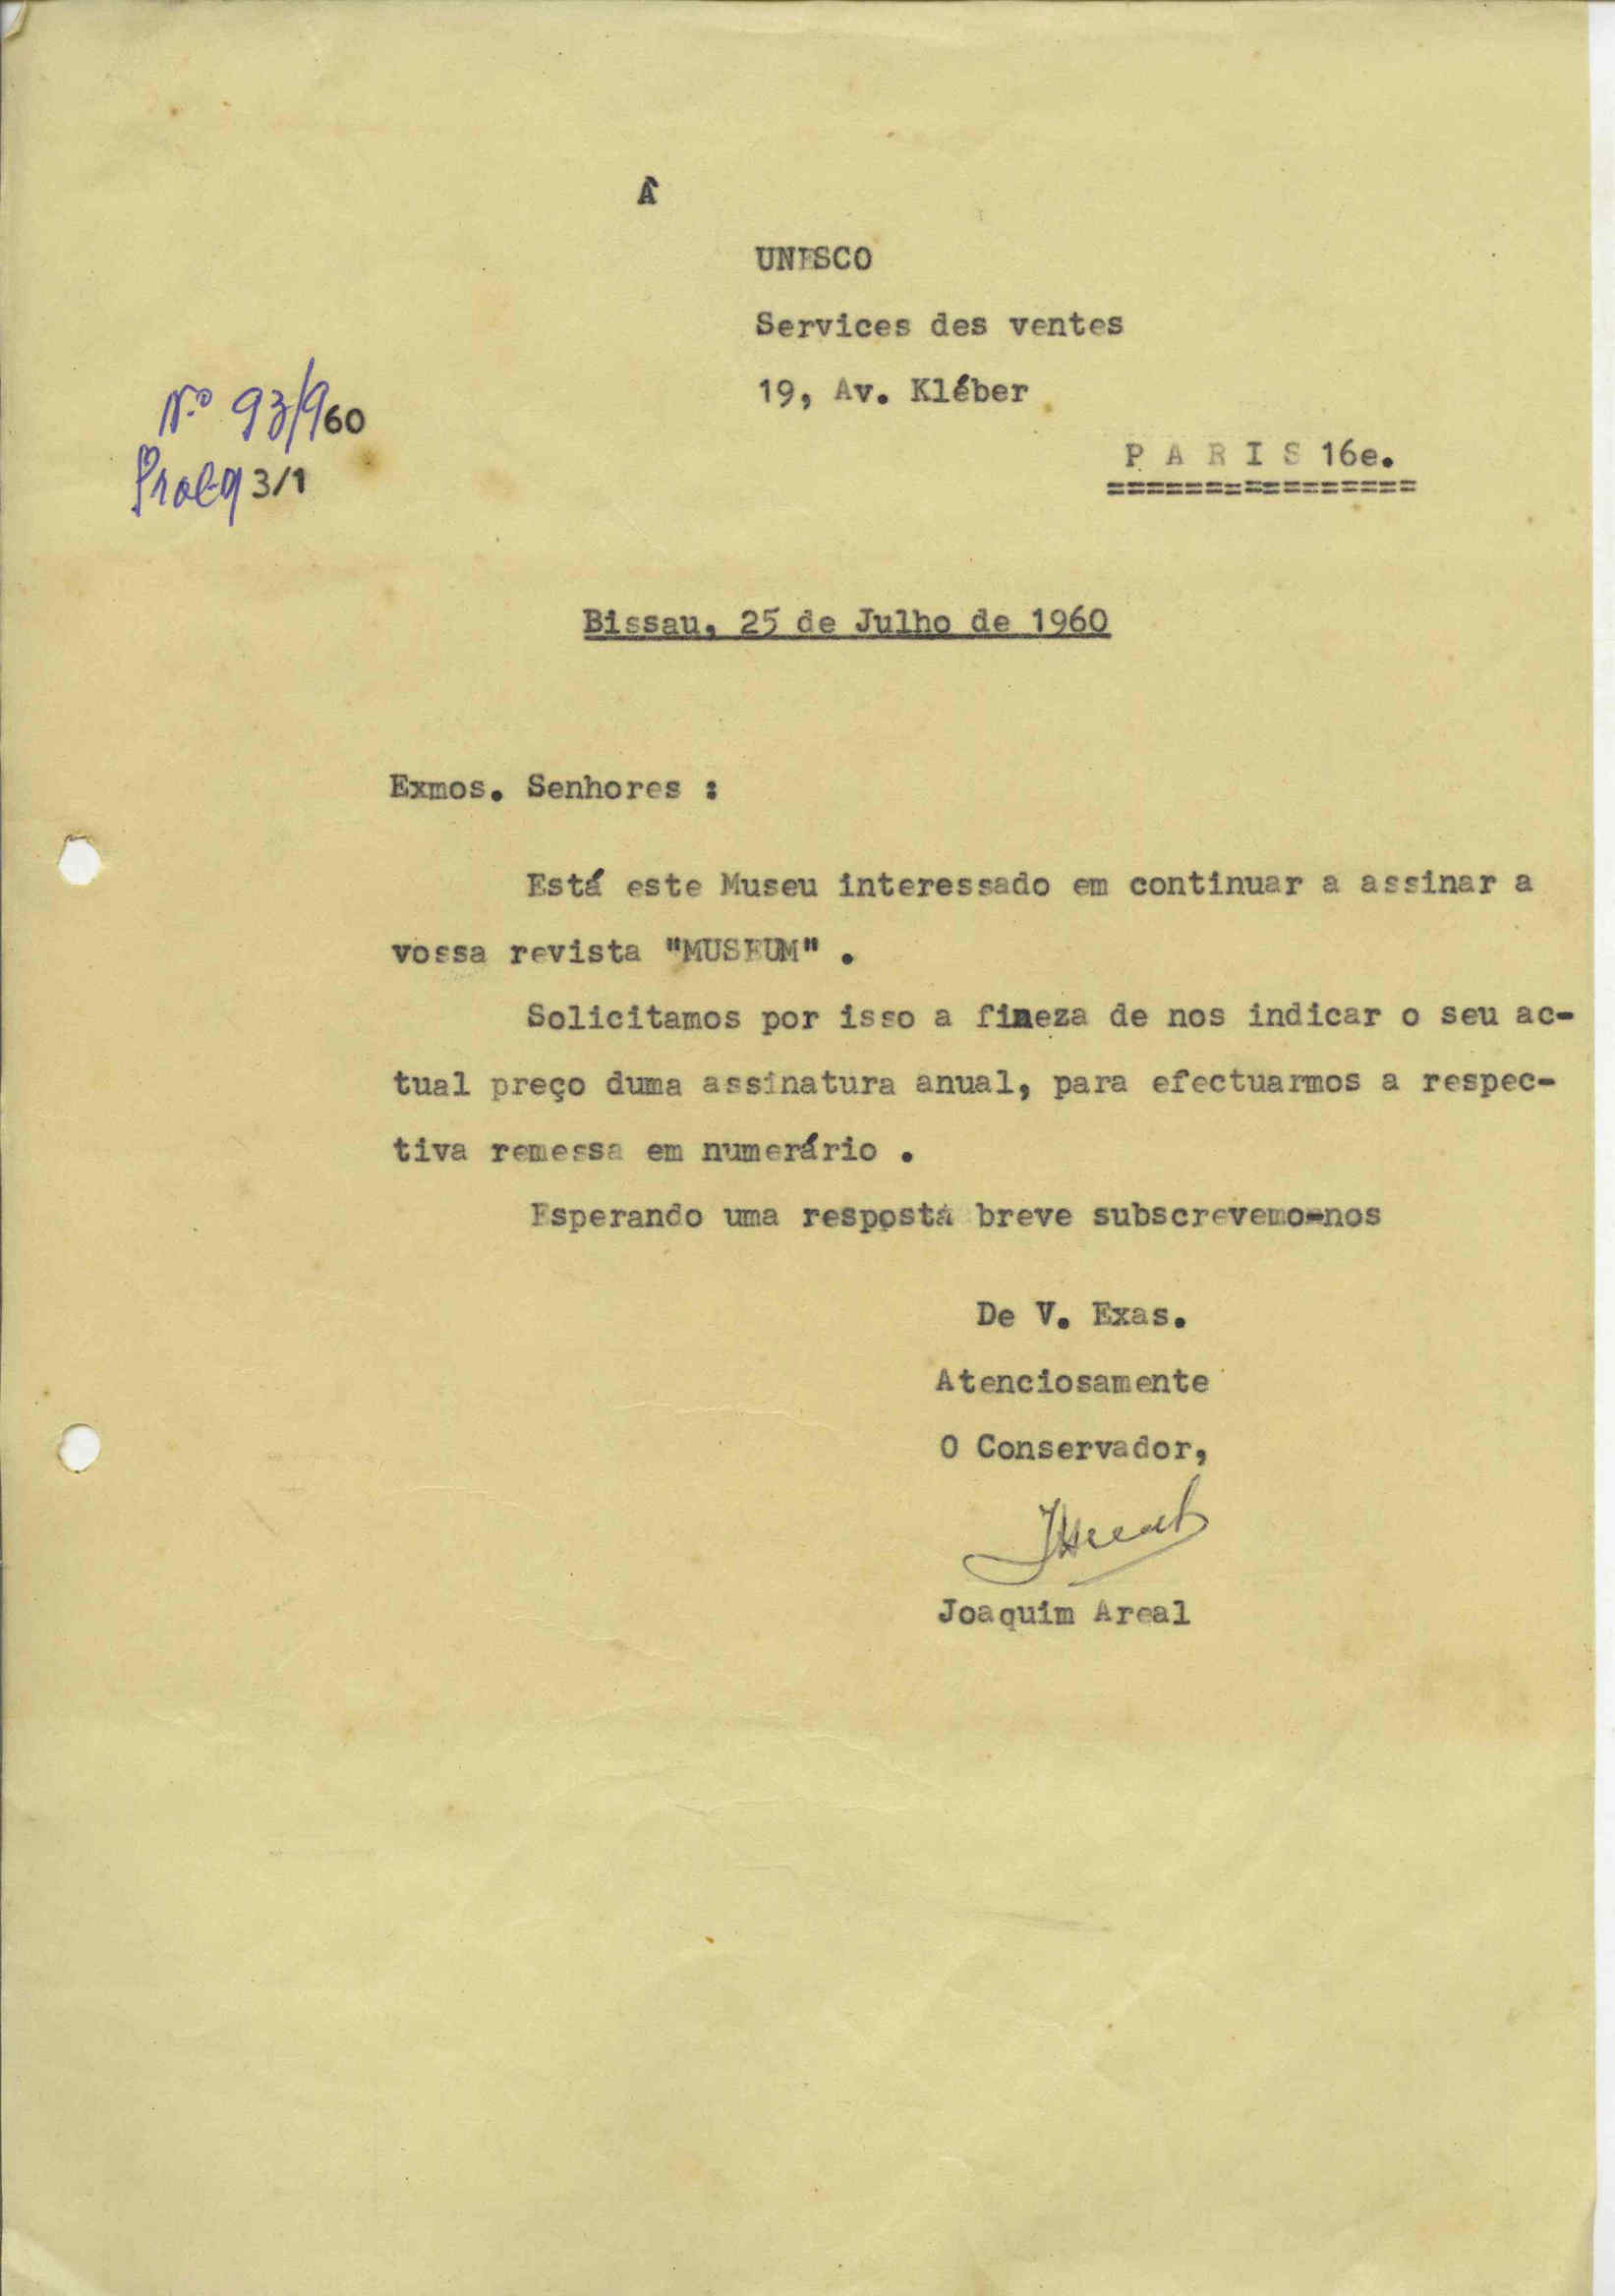 À
UNESCO
Services des ventes
19, Av. Kléber
Nº 93/960
P A R I S 16e.
================
3/1
Bissau, 25 de Julho de 1960
Exmos. Senhores :
Está este Museu interessado em continuar a assinar a
vossa revista "MUSEUM" .
Solicitamos por isso a fineza de nos indicar o seu ac-
tual preço duma assinatura anual, para efectuarmos a respec-
tiva remessa em numerário .
Esperando uma resposta breve subscrevemo-nos
De V. Exas.
Atenciosamente
O Conservador,
JAreal
Joaquim Areal